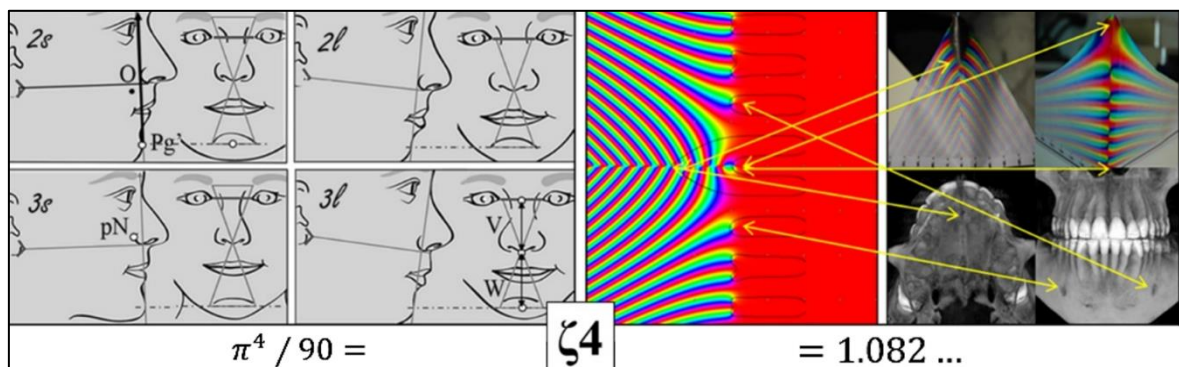 2s
O
Pg'
2l
3s
pN
3l
V
W
π⁴ / 90 =
ζ4
= 1.082 ...